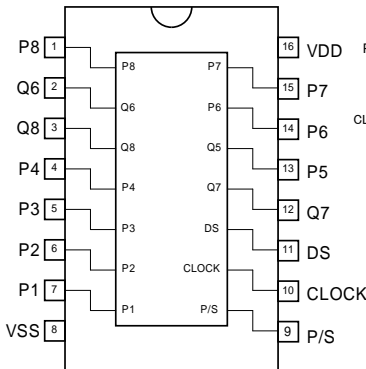 P8 1 16 VDD
P8 P7
Q6 2 15 P7
Q6 P6
Q8 3 14 P6 CL
Q8 Q5
P4 4 13 P5
P4 Q7
P3 5 12 Q7
P3 DS
P2 6 11 DS
P2 CLOCK
P1 7 10 CLOCK
P1 P/S
VSS 8 9 P/S